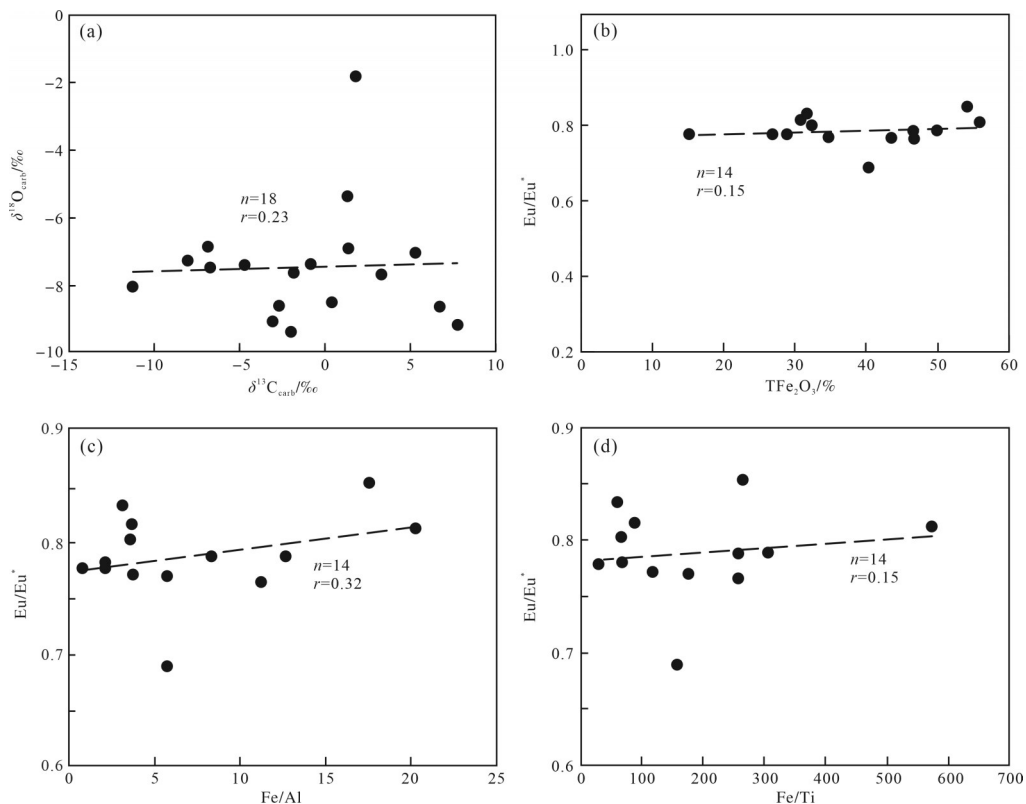 (a)
0
−2
−4
−6
−8
−10
δ¹⁸O_carb/‰
n=18
r=0.23
−15 −10 −5 0 5 10
δ¹³C_carb/‰
(b)
1.0
0.8
0.6
0.4
0.2
Eu/Eu*
n=14
r=0.15
0 10 20 30 40 50 60
TFe₂O₃/%
(c)
0.9
0.8
0.7
0.6
Eu/Eu*
n=14
r=0.32
0 5 10 15 20 25
Fe/Al
(d)
0.9
0.8
0.7
0.6
Eu/Eu*
n=14
r=0.15
0 100 200 300 400 500 600 700
Fe/Ti